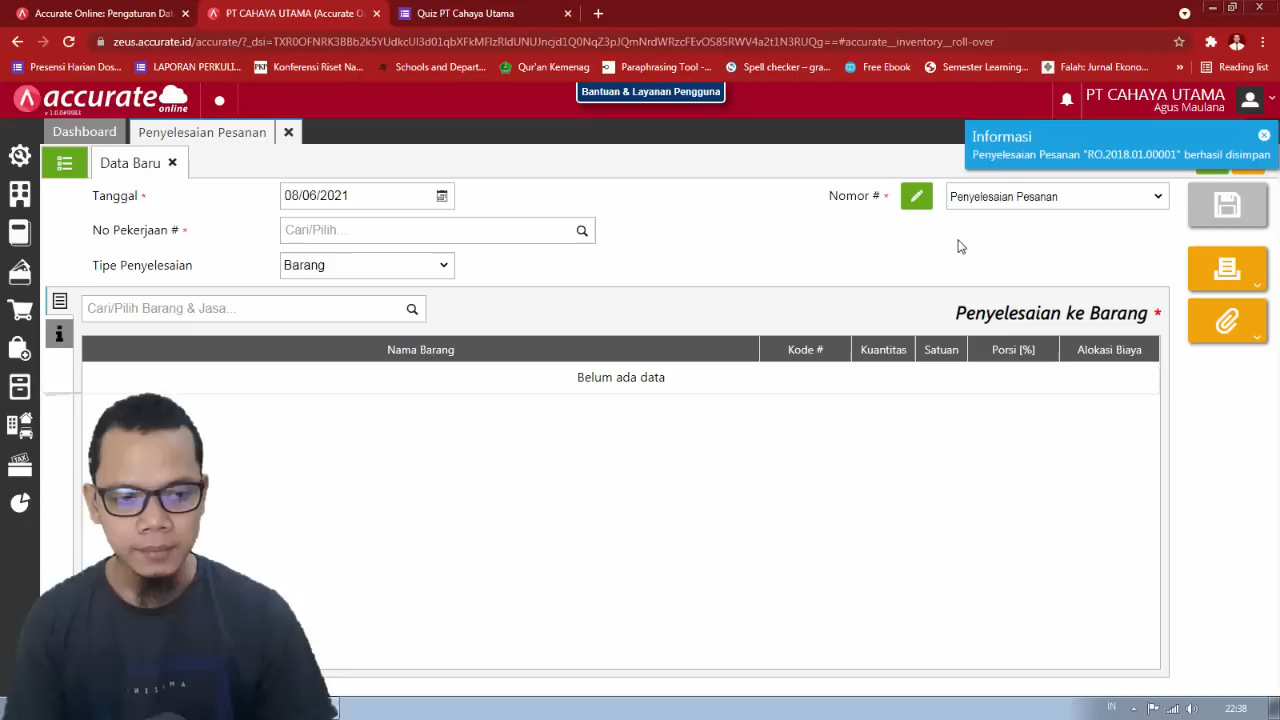 Accurate Online: Pengaturan Dat
PT CAHAYA UTAMA (Accurate O
Quiz PT Cahaya Utama
zeus.accurate.id/accurate/?_dsi=TXR0OFNRK3BBb2k5YUdkcUI3d01qbXFkMFIzRldUNUJncjd1Q0NqZ3pJQmNrdWRzcFEvOS85RWV4a2t1N3RUQg==#accurate__inventory__roll-over
Presensi Harian Dos...
LAPORAN PERKULI...
Konferensi Riset Na...
Schools and Depart...
Qur'an Kemenag
Paraphrasing Tool -...
Spell checker – gra...
Free Ebook
Semester Learning...
Falah: Jurnal Ekono...
»
Reading list
accurate
online
Bantuan & Layanan Pengguna
PT CAHAYA UTAMA
Agus Maulana
Dashboard
Penyelesaian Pesanan
Informasi
Penyelesaian Pesanan "RO.2018.01.00001" berhasil disimpan
Data Baru
Tanggal *
08/06/2021
Nomor # *
Penyelesaian Pesanan
No Pekerjaan # *
Cari/Pilih...
Tipe Penyelesaian
Barang
Cari/Pilih Barang & Jasa...
Penyelesaian ke Barang *
Nama Barang
Kode #
Kuantitas
Satuan
Porsi [%]
Alokasi Biaya
Belum ada data
IN
22:38